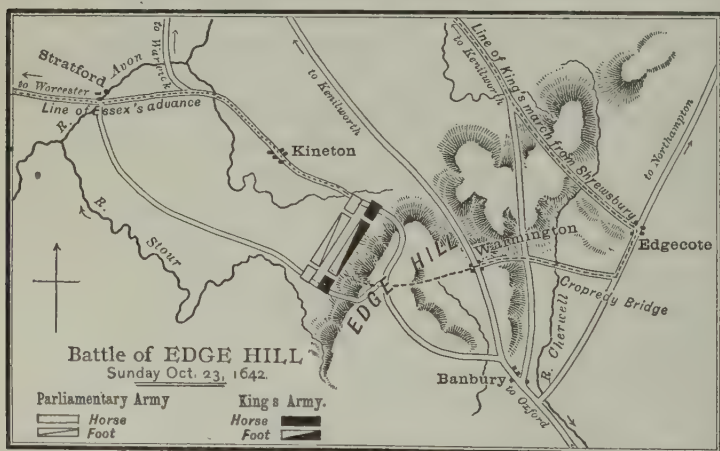 Stratford
Avon
to Warwick
to Worcester
Line of Essex's advance
R.
R.
Stour
Kineton
to Kenilworth
Line of King's march from Shrewsbury
to Kenilworth
to Northampton
Edgecote
Warmington
EDGE HILL
Cropredy Bridge
R. Cherwell
Banbury
to Oxford
Battle of EDGE HILL
Sunday Oct. 23, 1642.
Parliamentary Army
Horse
Foot
King's Army.
Horse
Foot